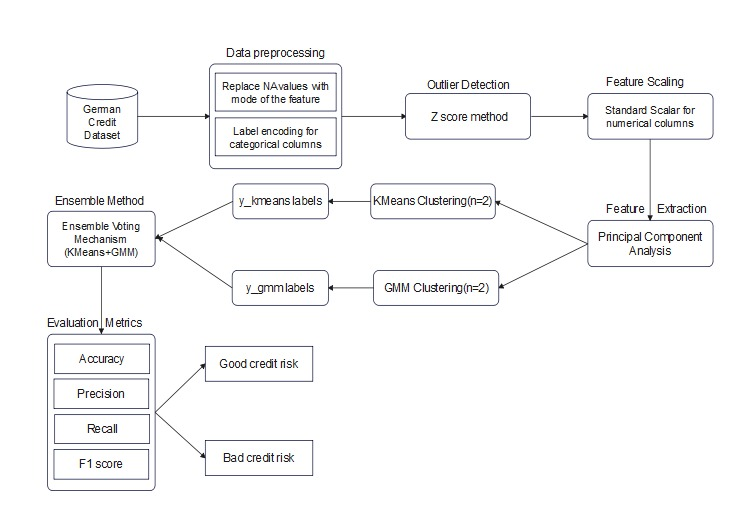 Data preprocessing
Replace NAvalues with
mode of the feature
Label encoding for
categorical columns
German
Credit
Dataset
Outlier Detection
Z score method
Feature Scaling
Standard Scalar for
numerical columns
Feature Extraction
Principal Component
Analysis
KMeans Clustering(n=2)
y_kmeans labels
GMM Clustering(n=2)
y_gmm labels
Ensemble Method
Ensemble Voting
Mechanism
(KMeans+GMM)
Evaluation Metrics
Accuracy
Precision
Recall
F1 score
Good credit risk
Bad credit risk